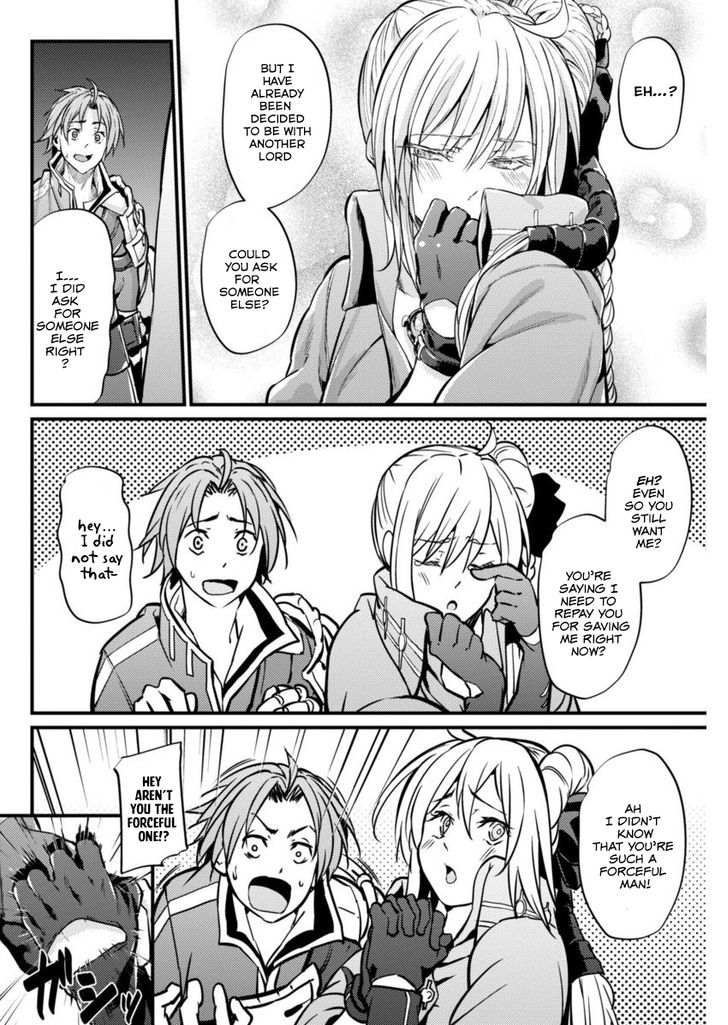 EH...?
BUT I
HAVE
ALREADY
BEEN
DECIDED
TO BE WITH
ANOTHER
LORD
COULD
YOU ASK
FOR
SOMEONE
ELSE?
I...
I DID
ASK
FOR
SOMEONE
ELSE
RIGHT
?
EH?
EVEN
SO YOU
STILL
WANT
ME?
YOU'RE
SAYING I
NEED TO
REPAY YOU
FOR SAVING
ME RIGHT
NOW?
hey...
I did
not say
that-
AH
I DIDN'T
KNOW
THAT YOU'RE
SUCH A
FORCEFUL
MAN!
HEY
AREN'T
YOU THE
FORCEFUL
ONE!?
ガシッ